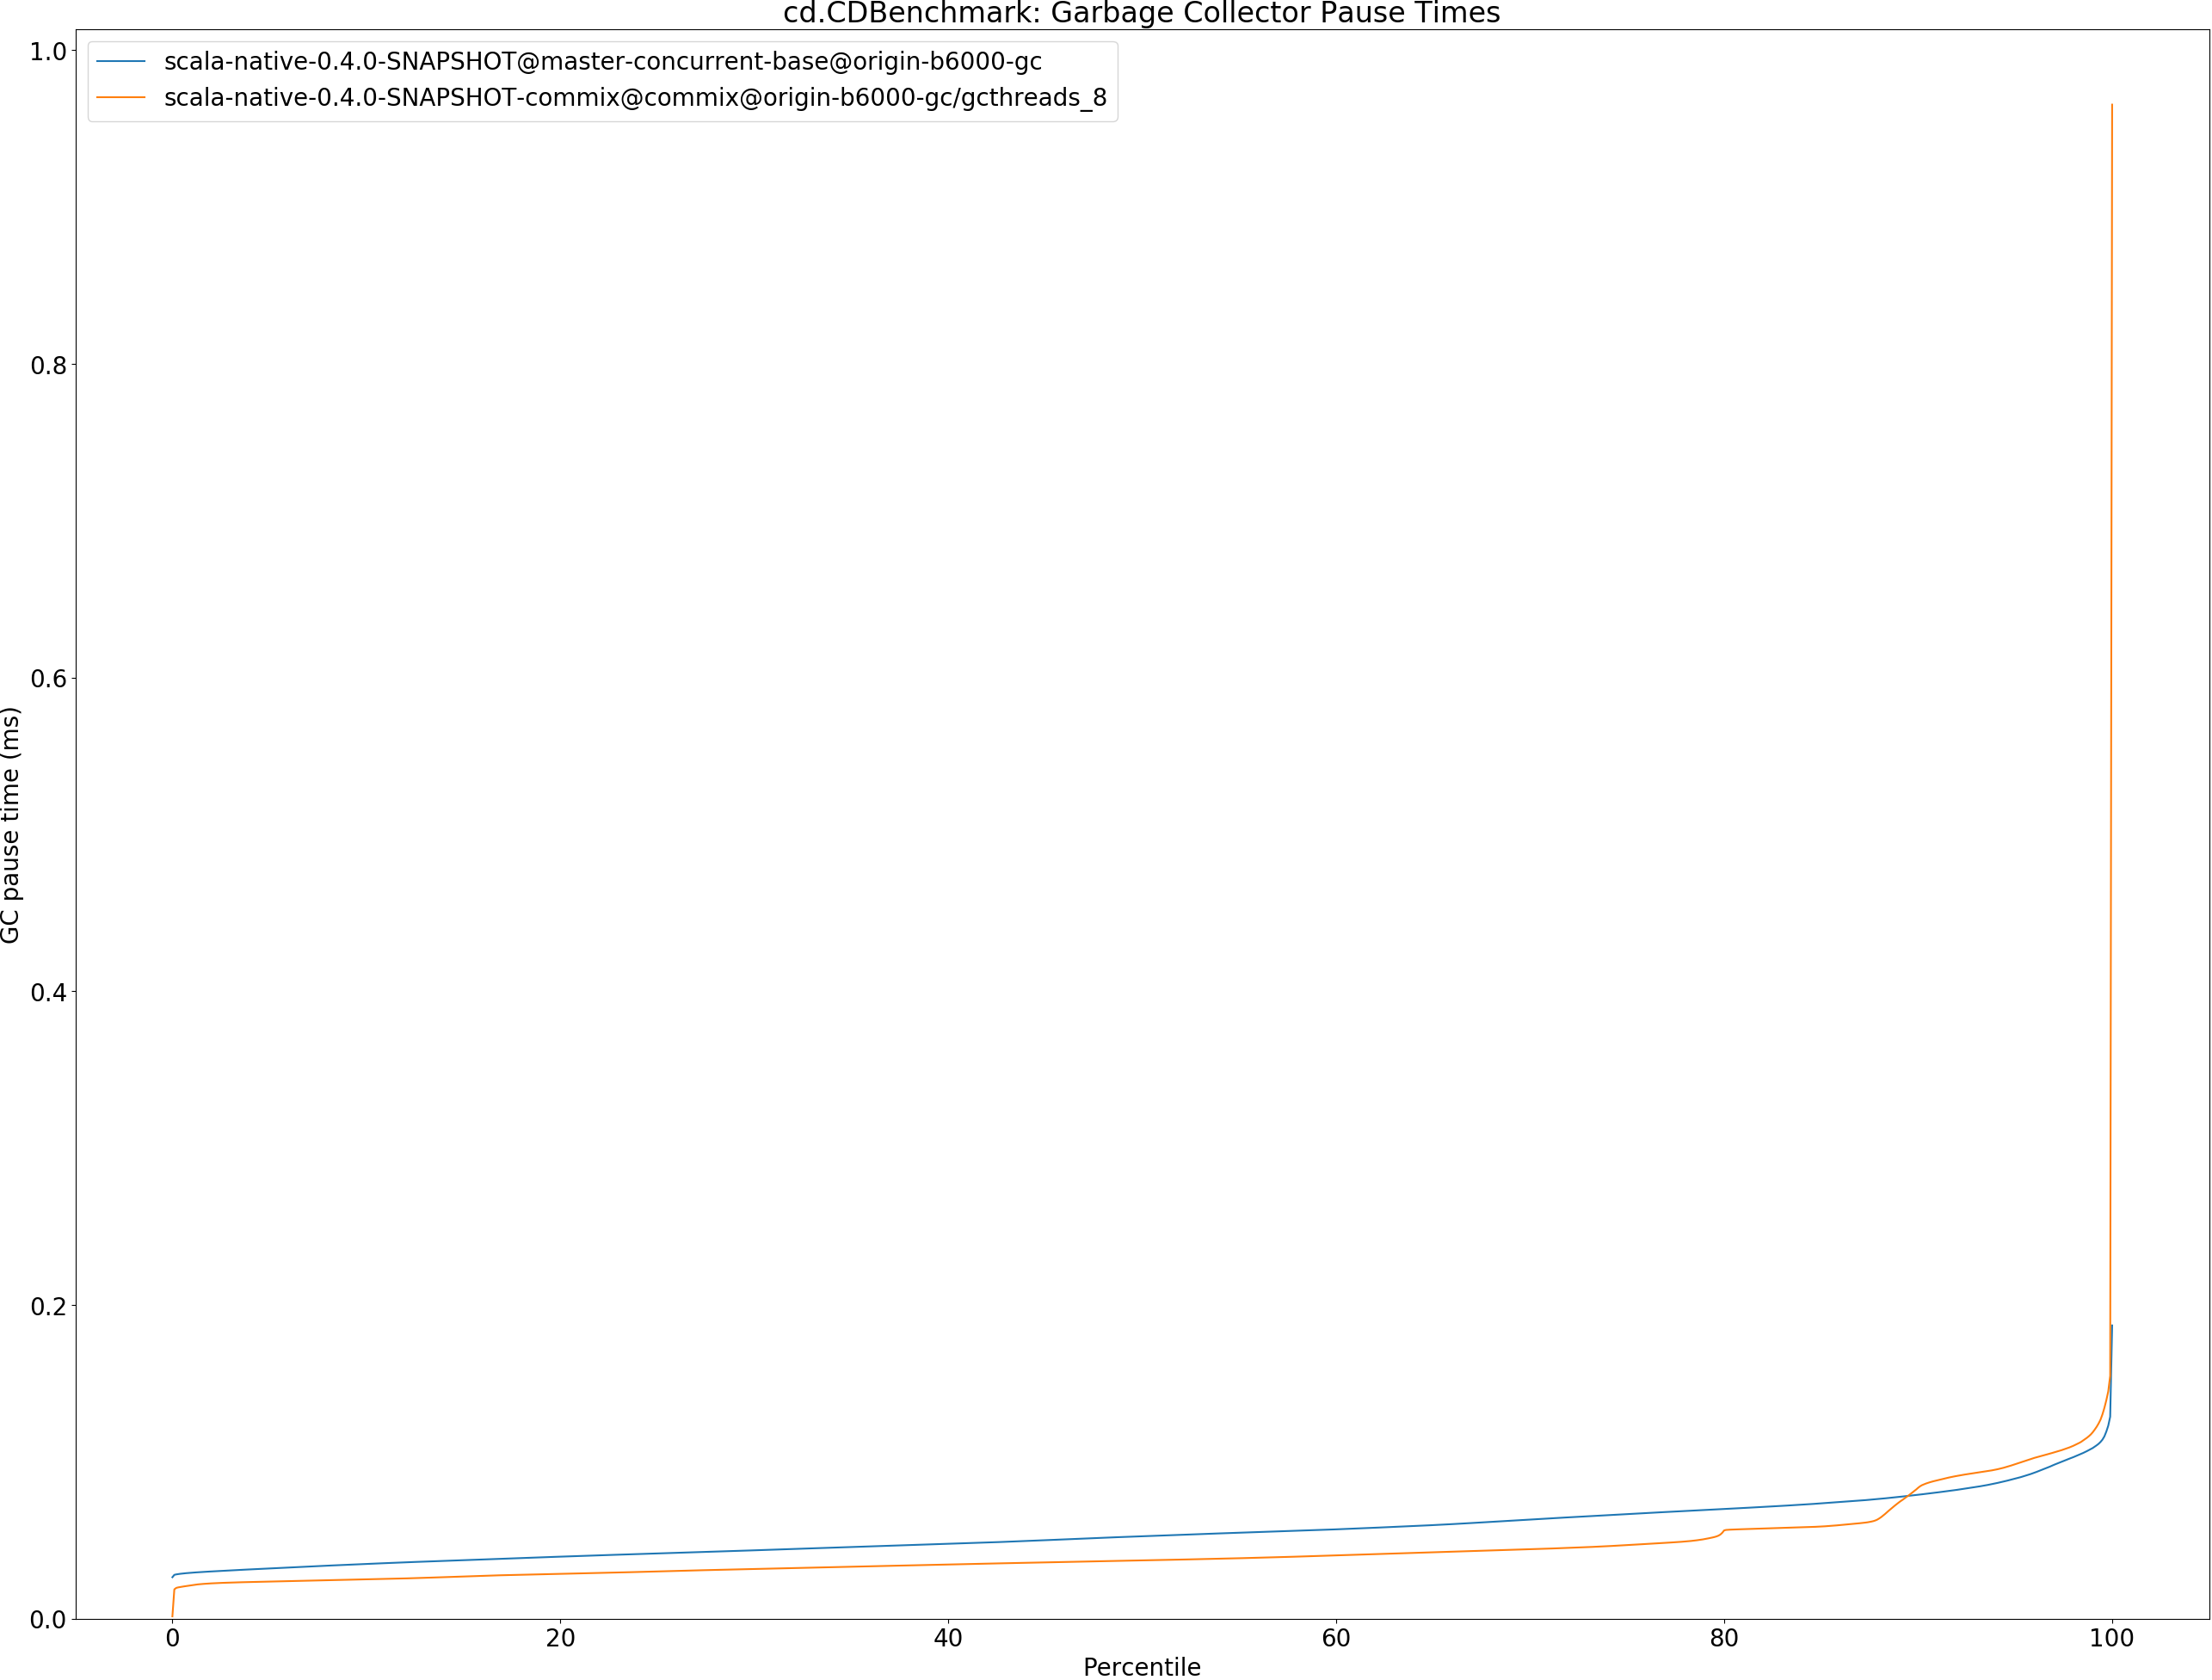 cd.CDBenchmark: Garbage Collector Pause Times
scala-native-0.4.0-SNAPSHOT@master-concurrent-base@origin-b6000-gc
scala-native-0.4.0-SNAPSHOT-commix@commix@origin-b6000-gc/gcthreads_8
GC pause time (ms)
1.0
0.8
0.6
0.4
0.2
0.0
0 20 40 60 80 100
Percentile